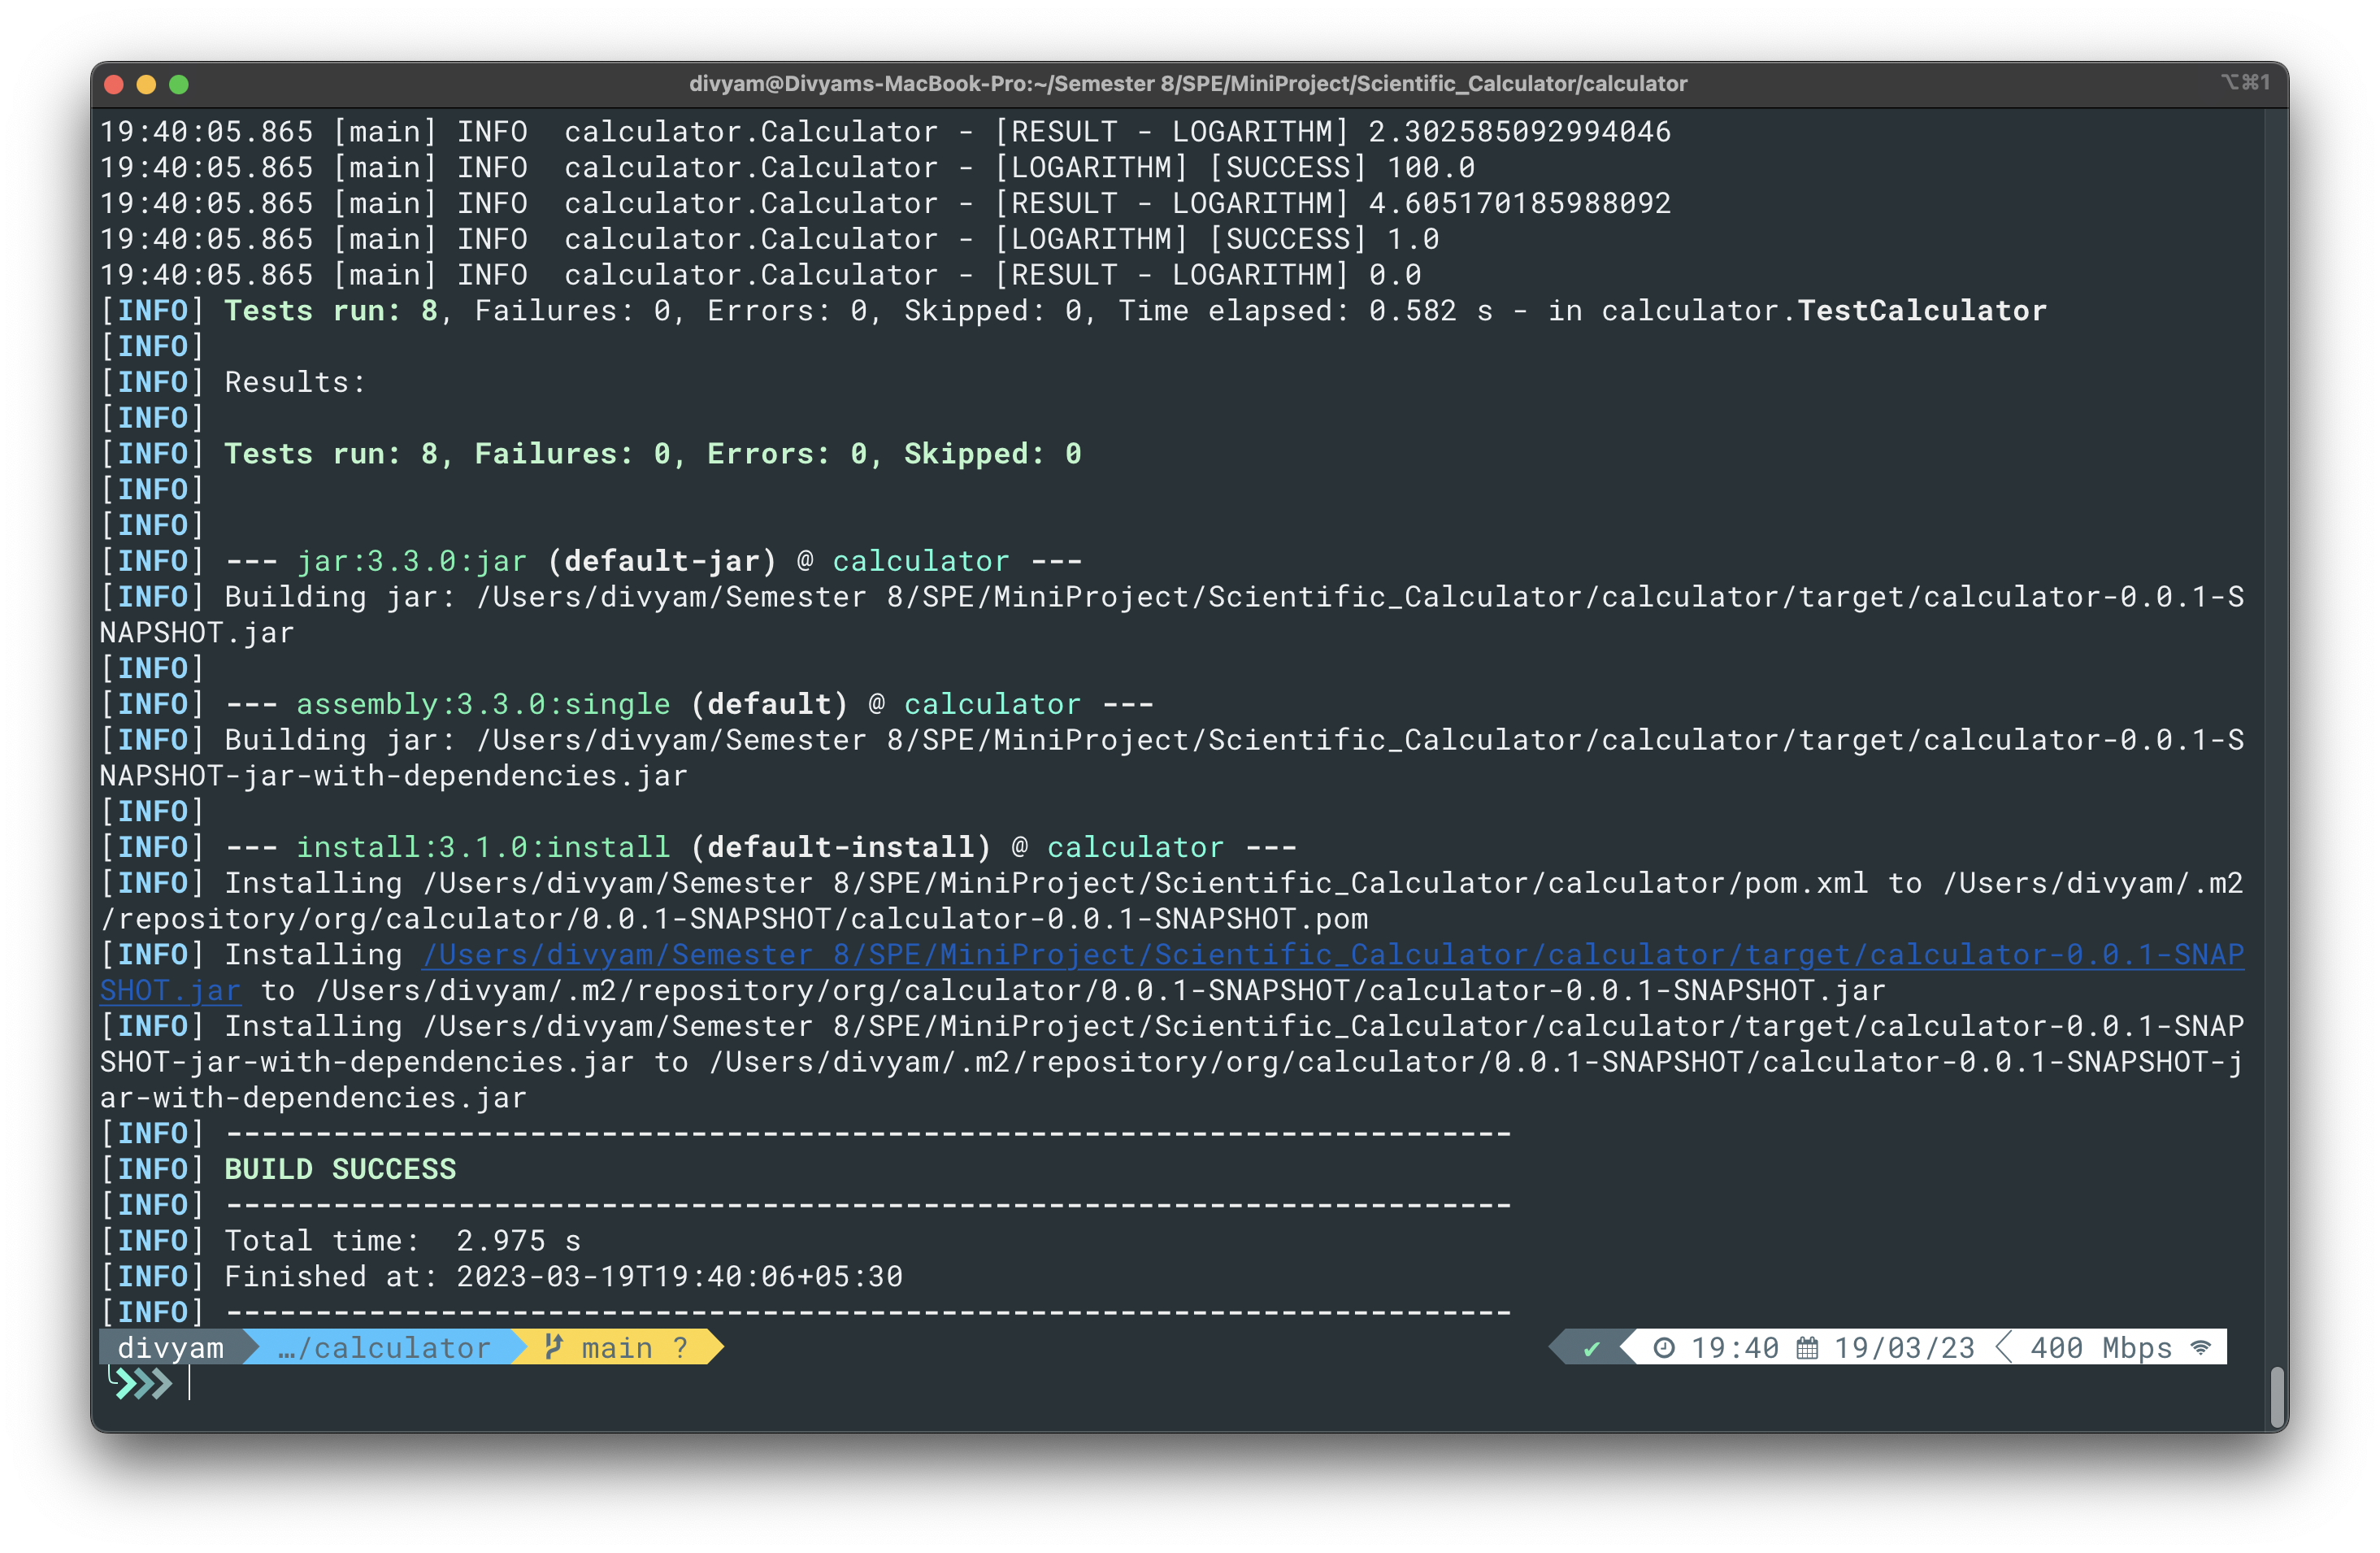 divyam@Divyams-MacBook-Pro:~/Semester 8/SPE/MiniProject/Scientific_Calculator/calculator ⌥⌘1
19:40:05.865 [main] INFO  calculator.Calculator - [RESULT - LOGARITHM] 2.302585092994046
19:40:05.865 [main] INFO  calculator.Calculator - [LOGARITHM] [SUCCESS] 100.0
19:40:05.865 [main] INFO  calculator.Calculator - [RESULT - LOGARITHM] 4.605170185988092
19:40:05.865 [main] INFO  calculator.Calculator - [LOGARITHM] [SUCCESS] 1.0
19:40:05.865 [main] INFO  calculator.Calculator - [RESULT - LOGARITHM] 0.0
[INFO] Tests run: 8, Failures: 0, Errors: 0, Skipped: 0, Time elapsed: 0.582 s - in calculator.TestCalculator
[INFO]
[INFO] Results:
[INFO]
[INFO] Tests run: 8, Failures: 0, Errors: 0, Skipped: 0
[INFO]
[INFO]
[INFO] --- jar:3.3.0:jar (default-jar) @ calculator ---
[INFO] Building jar: /Users/divyam/Semester 8/SPE/MiniProject/Scientific_Calculator/calculator/target/calculator-0.0.1-S
NAPSHOT.jar
[INFO]
[INFO] --- assembly:3.3.0:single (default) @ calculator ---
[INFO] Building jar: /Users/divyam/Semester 8/SPE/MiniProject/Scientific_Calculator/calculator/target/calculator-0.0.1-S
NAPSHOT-jar-with-dependencies.jar
[INFO]
[INFO] --- install:3.1.0:install (default-install) @ calculator ---
[INFO] Installing /Users/divyam/Semester 8/SPE/MiniProject/Scientific_Calculator/calculator/pom.xml to /Users/divyam/.m2
/repository/org/calculator/0.0.1-SNAPSHOT/calculator-0.0.1-SNAPSHOT.pom
[INFO] Installing /Users/divyam/Semester 8/SPE/MiniProject/Scientific_Calculator/calculator/target/calculator-0.0.1-SNAP
SHOT.jar to /Users/divyam/.m2/repository/org/calculator/0.0.1-SNAPSHOT/calculator-0.0.1-SNAPSHOT.jar
[INFO] Installing /Users/divyam/Semester 8/SPE/MiniProject/Scientific_Calculator/calculator/target/calculator-0.0.1-SNAP
SHOT-jar-with-dependencies.jar to /Users/divyam/.m2/repository/org/calculator/0.0.1-SNAPSHOT/calculator-0.0.1-SNAPSHOT-j
ar-with-dependencies.jar
[INFO] ------------------------------------------------------------------------
[INFO] BUILD SUCCESS
[INFO] ------------------------------------------------------------------------
[INFO] Total time:  2.975 s
[INFO] Finished at: 2023-03-19T19:40:06+05:30
[INFO] ------------------------------------------------------------------------
divyam …/calculator main ? ✔ 19:40 19/03/23 400 Mbps